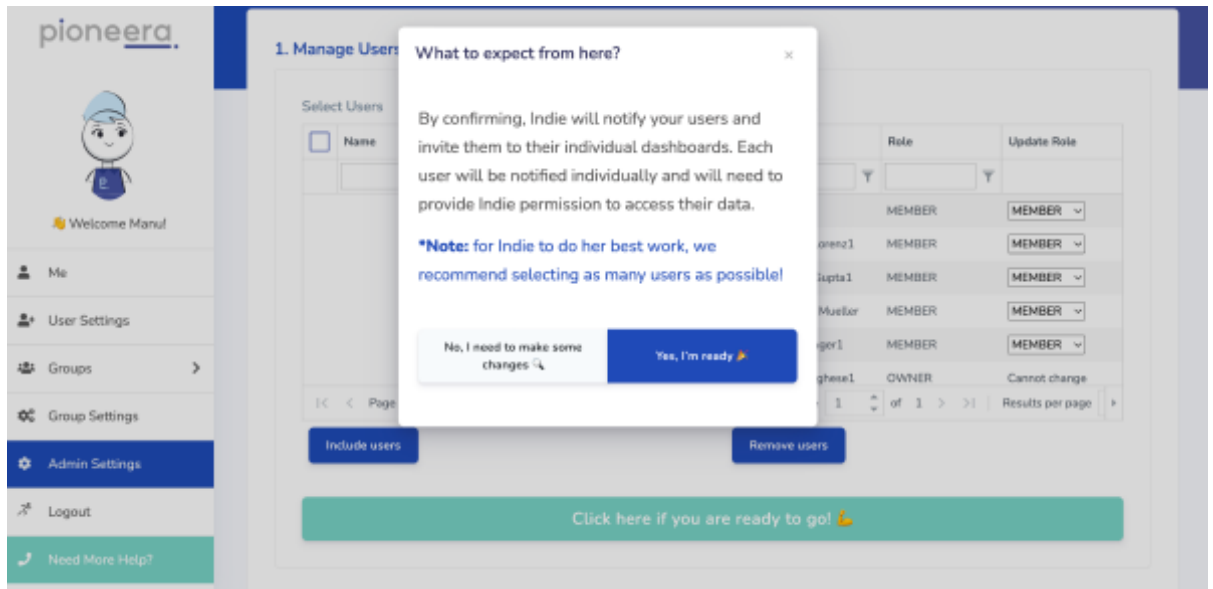 pioneera.
👋 Welcome Manu!
Me
User Settings
Groups
Group Settings
Admin Settings
Logout
Need More Help?
1. Manage Users
Select Users
Name
Role
Update Role
MEMBER
MEMBER
orenz1
MEMBER
MEMBER
Gupta1
MEMBER
MEMBER
Mueller
MEMBER
MEMBER
ger1
MEMBER
MEMBER
ghese1
OWNER
Cannot change
Page
1 of 1
Results per page
Include users
Remove users
Click here if you are ready to go! 💪
What to expect from here?
×
By confirming, Indie will notify your users and
invite them to their individual dashboards. Each
user will be notified individually and will need to
provide Indie permission to access their data.
*Note: for Indie to do her best work, we
recommend selecting as many users as possible!
No, I need to make some
changes 🔍
Yes, I'm ready 🎉